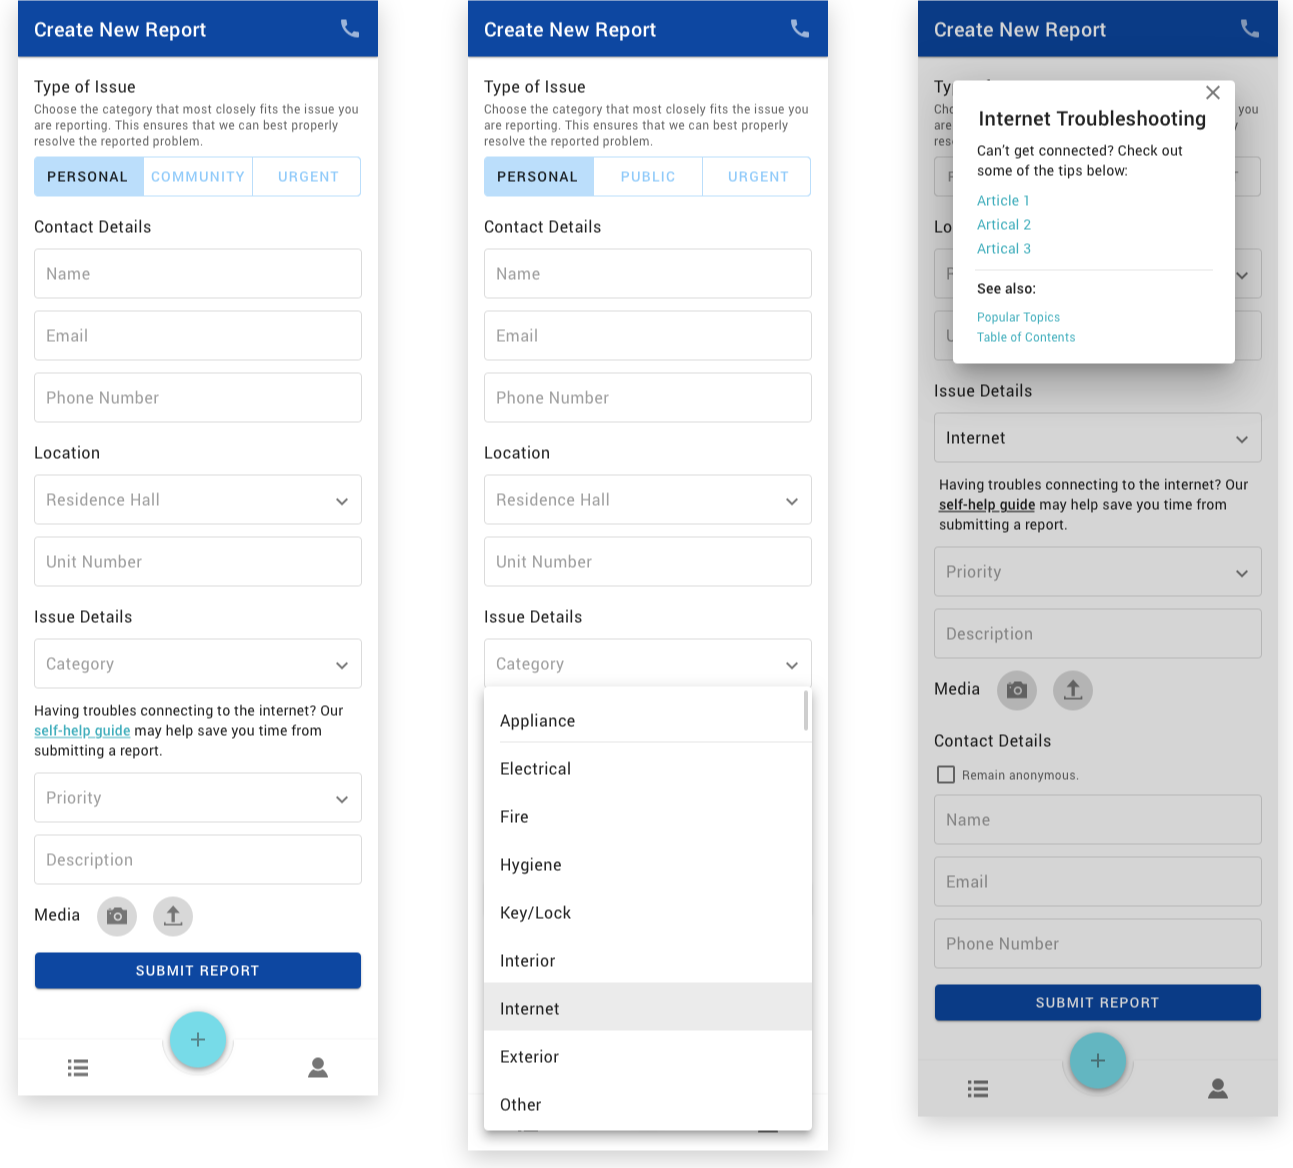 Create New Report
Type of Issue
Choose the category that most closely fits the issue you
are reporting. This ensures that we can best properly
resolve the reported problem.
PERSONAL COMMUNITY URGENT
Contact Details
Name
Email
Phone Number
Location
Residence Hall
Unit Number
Issue Details
Category
Having troubles connecting to the internet? Our
self-help guide may help save you time from
submitting a report.
Priority
Description
Media
SUBMIT REPORT
Create New Report
Type of Issue
Choose the category that most closely fits the issue you
are reporting. This ensures that we can best properly
resolve the reported problem.
PERSONAL PUBLIC URGENT
Contact Details
Name
Email
Phone Number
Location
Residence Hall
Unit Number
Issue Details
Category
Appliance
Electrical
Fire
Hygiene
Key/Lock
Interior
Internet
Exterior
Other
Create New Report
you
are
Internet Troubleshooting
Can't get connected? Check out
some of the tips below:
Article 1
Artical 2
Artical 3
See also:
Popular Topics
Table of Contents
Issue Details
Internet
Having troubles connecting to the internet? Our
self-help guide may help save you time from
submitting a report.
Priority
Description
Media
Contact Details
Remain anonymous.
Name
Email
Phone Number
SUBMIT REPORT